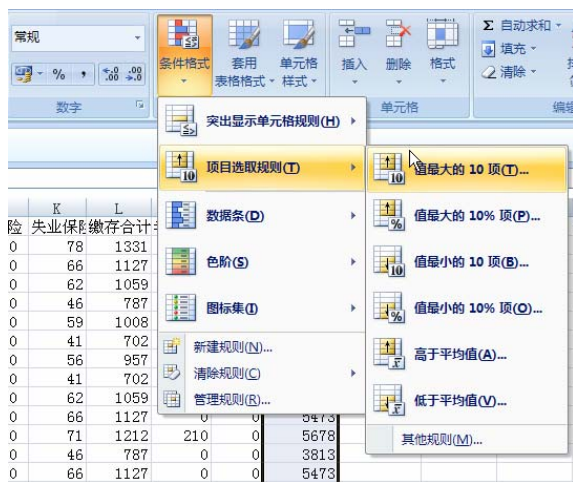 常规
Σ 自动求和
填充
清除
条件格式
套用
表格格式
单元格
样式
插入
删除
格式
% , .0 .00 .00 .0
数字
单元格
编辑
突出显示单元格规则(H)
项目选取规则(T)
数据条(D)
色阶(S)
图标集(I)
新建规则(N)...
清除规则(C)
管理规则(R)...
值最大的 10 项(T)...
值最大的 10% 项(P)...
值最小的 10 项(B)...
值最小的 10% 项(O)...
高于平均值(A)...
低于平均值(V)...
其他规则(M)...
K L
险 失业保 缴存合计
0 78 1331
0 66 1127
0 62 1059
0 46 787
0 59 1008
0 41 702
0 56 957
0 41 702
0 62 1059
0 66 1127 0 0 5473
0 71 1212 210 0 5678
0 46 787 0 0 3813
0 66 1127 0 0 5473